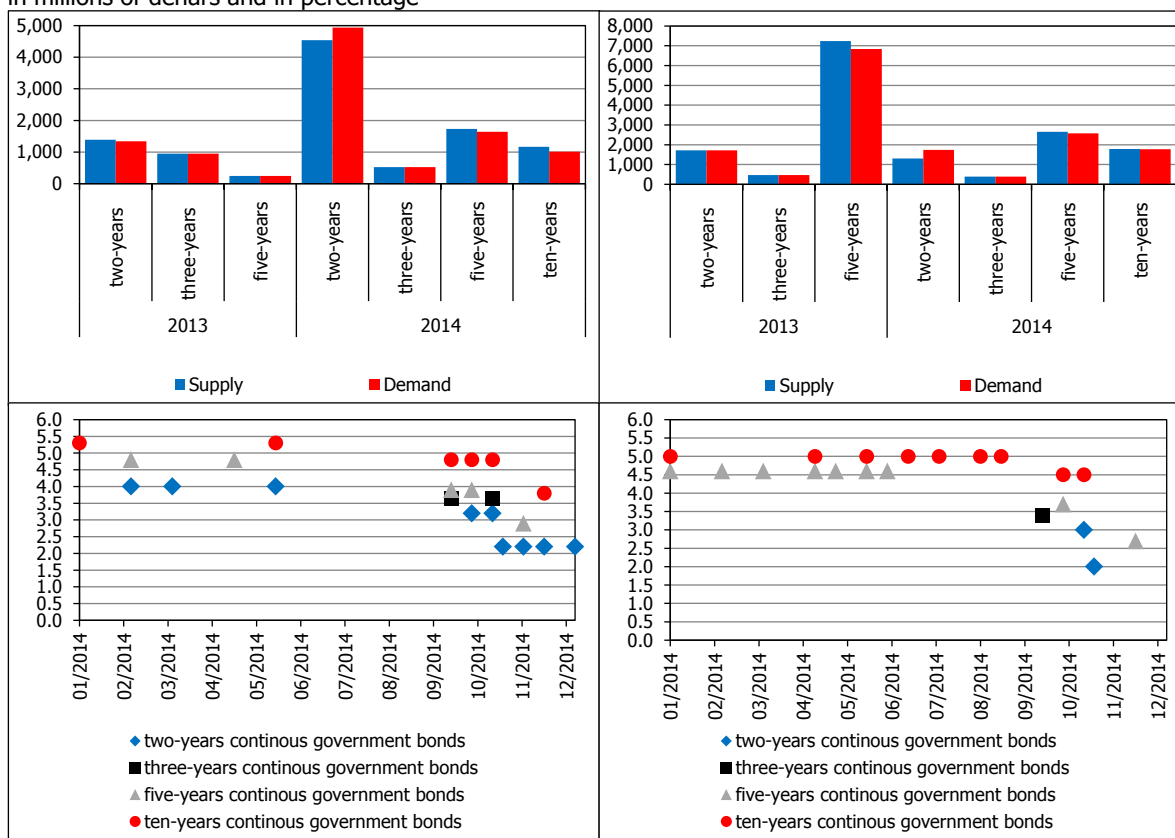 in millions of denars and in percentage
5,000
4,000
3,000
2,000
1,000
0
two-years
three-years
five-years
two-years
three-years
five-years
ten-years
2013
2014
Supply
Demand
8,000
7,000
6,000
5,000
4,000
3,000
2,000
1,000
0
two-years
three-years
five-years
two-years
three-years
five-years
ten-years
2013
2014
Supply
Demand
6.0
5.5
5.0
4.5
4.0
3.5
3.0
2.5
2.0
1.5
1.0
0.5
0.0
01/2014
02/2014
03/2014
04/2014
05/2014
06/2014
07/2014
08/2014
09/2014
10/2014
11/2014
12/2014
two-years continous government bonds
three-years continous government bonds
five-years continous government bonds
ten-years continous government bonds
6.0
5.5
5.0
4.5
4.0
3.5
3.0
2.5
2.0
1.5
1.0
0.5
0.0
01/2014
02/2014
03/2014
04/2014
05/2014
06/2014
07/2014
08/2014
09/2014
10/2014
11/2014
12/2014
two-years continous government bonds
three-years continous government bonds
five-years continous government bonds
ten-years continous government bonds